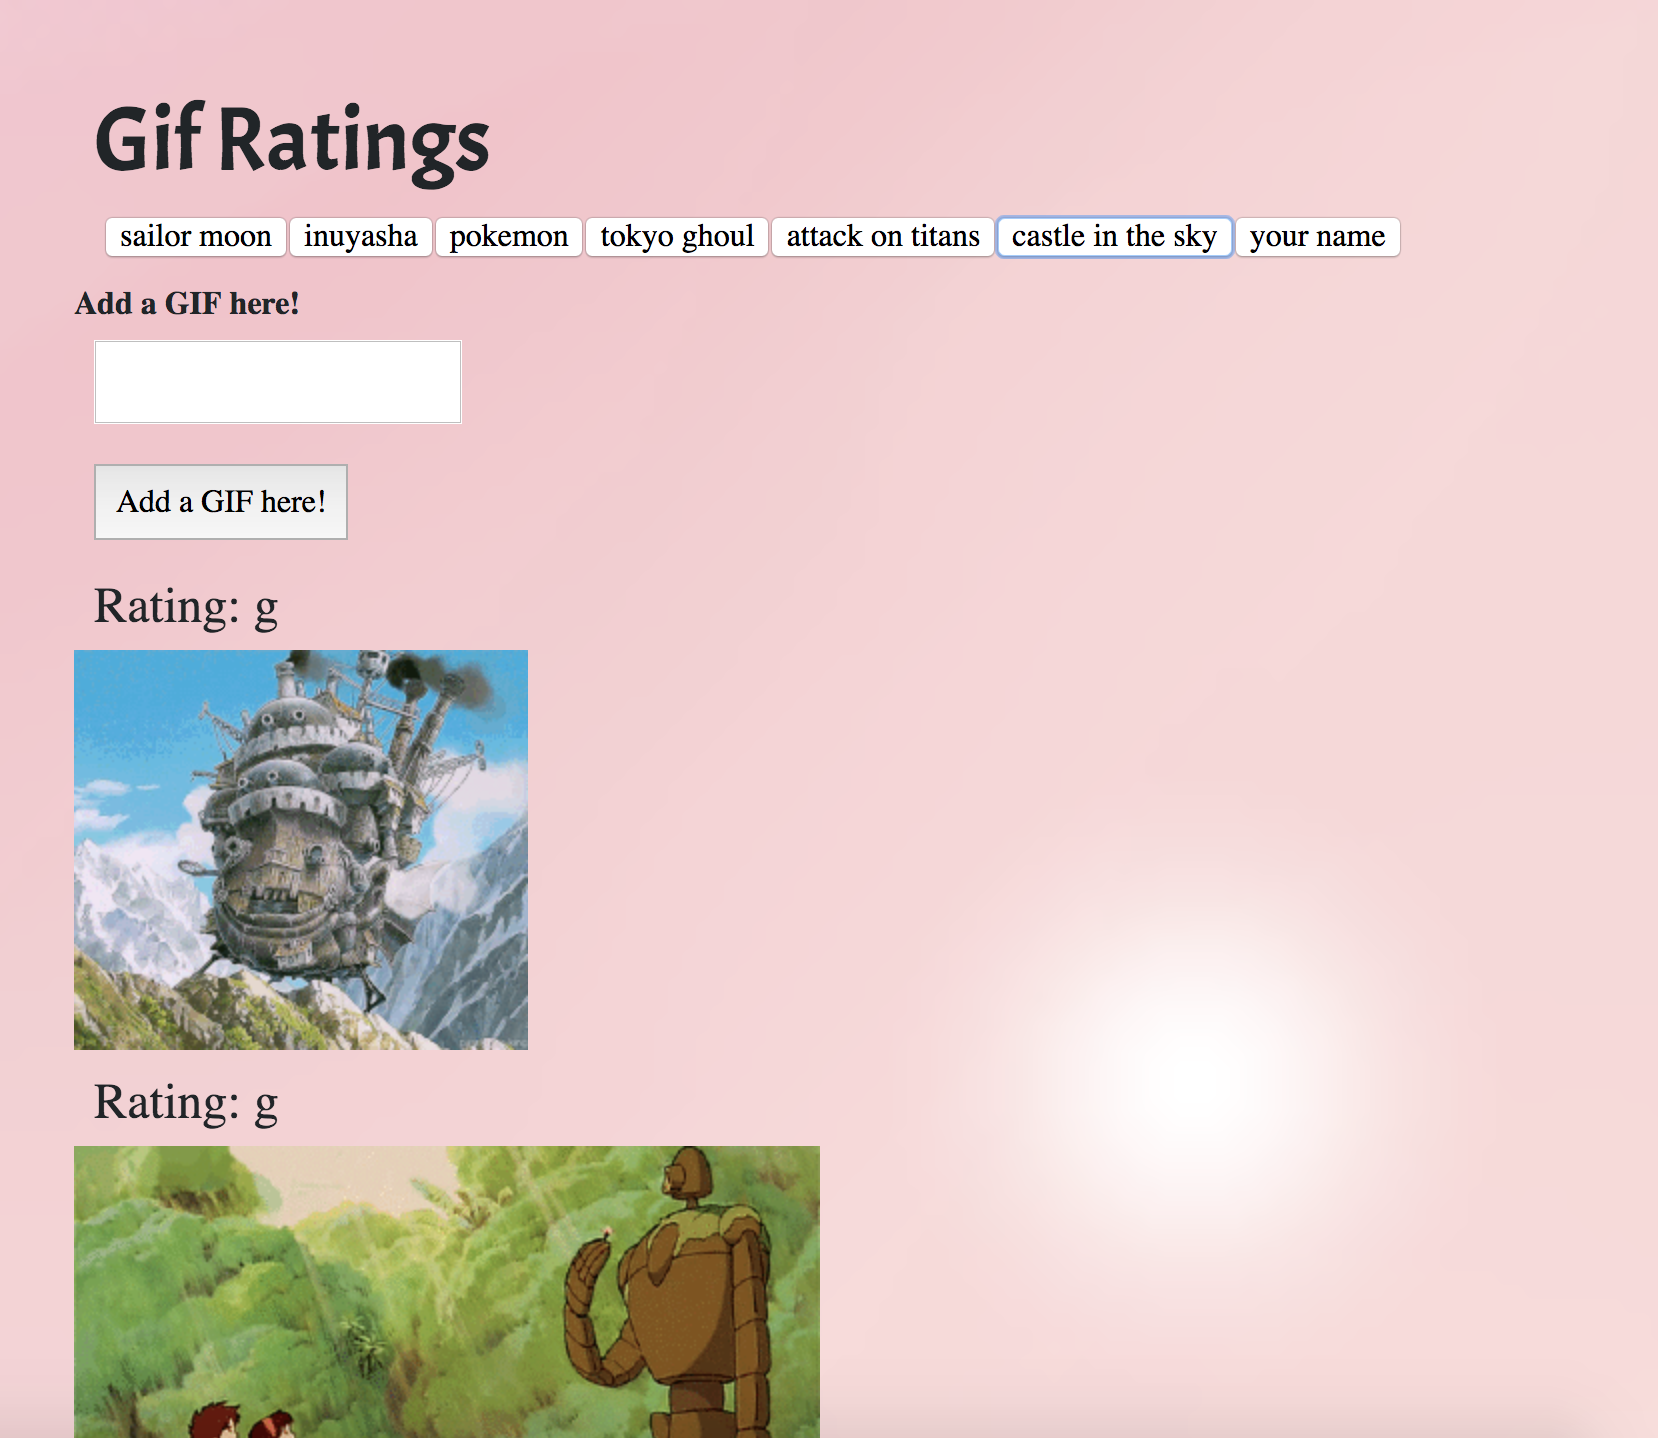 Gif Ratings
sailor moon inuyasha pokemon tokyo ghoul attack on titans castle in the sky your name
Add a GIF here!
Add a GIF here!
Rating: g
Rating: g